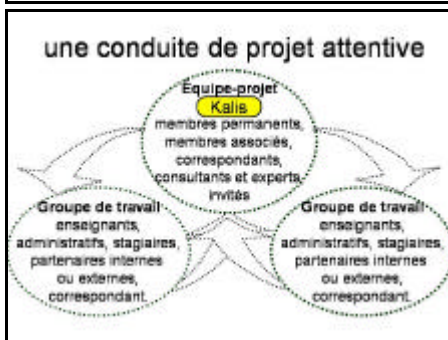 une conduite de projet attentive
Equipe-projet
Kalis
membres permanents,
membres associés,
correspondants,
consultants et experts,
invités
Groupe de travail
enseignants,
administratifs, stagiaires,
partenaires internes
ou externes,
correspondant.
Groupe de travail
enseignants,
administratifs, stagiaires,
partenaires internes
ou externes,
correspondant.